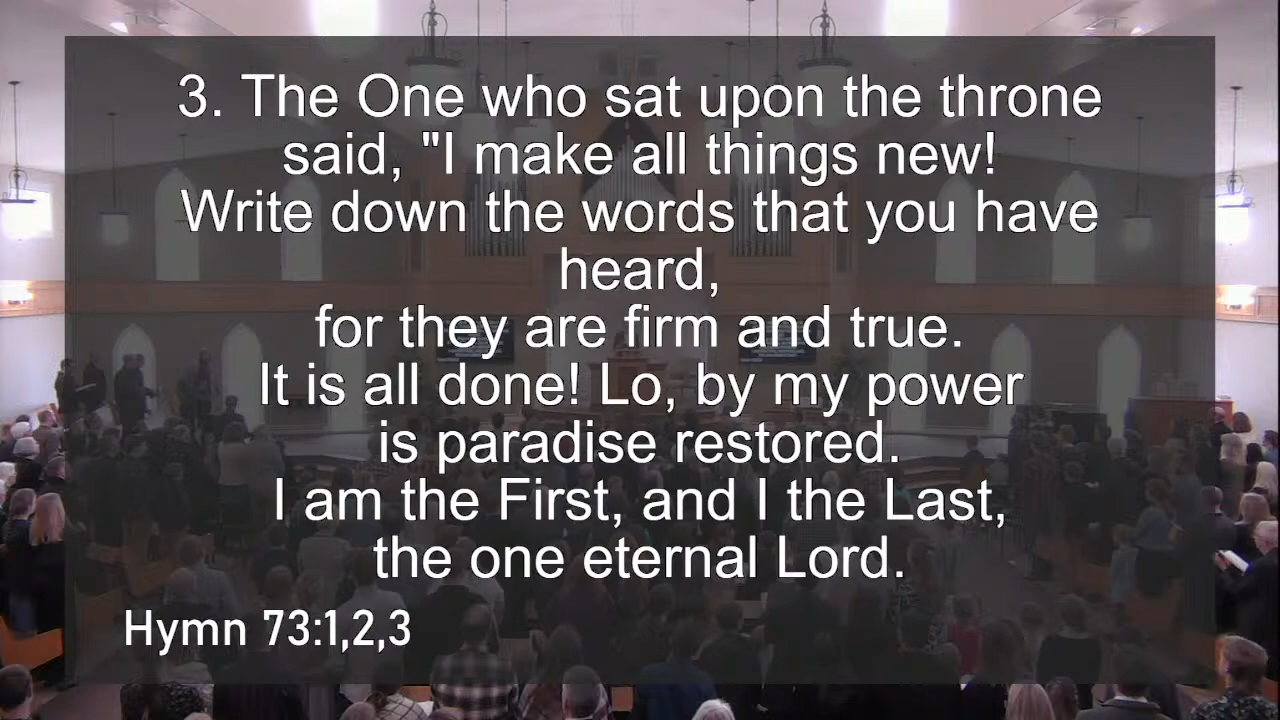 3. The One who sat upon the throne
said, "I make all things new!
Write down the words that you have
heard,
for they are firm and true.
It is all done! Lo, by my power
is paradise restored.
I am the First, and I the Last,
the one eternal Lord.
Hymn 73:1,2,3